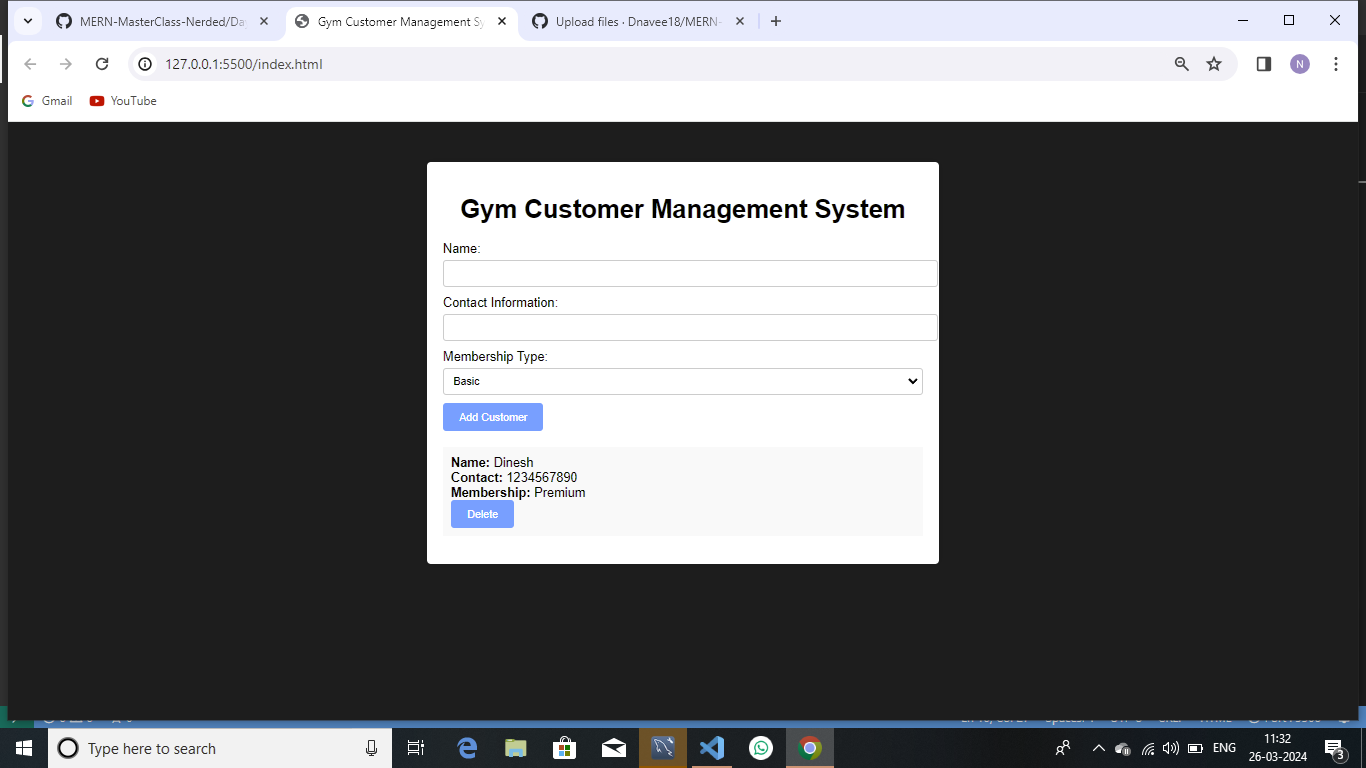 MERN-MasterClass-Nerded/Da
Gym Customer Management Sy
Upload files · Dnavee18/MERN-
127.0.0.1:5500/index.html
N
Gmail
YouTube
Gym Customer Management System
Name:
Contact Information:
Membership Type:
Basic
Add Customer
Name: Dinesh
Contact: 1234567890
Membership: Premium
Delete
Type here to search
ENG
11:32
26-03-2024
3